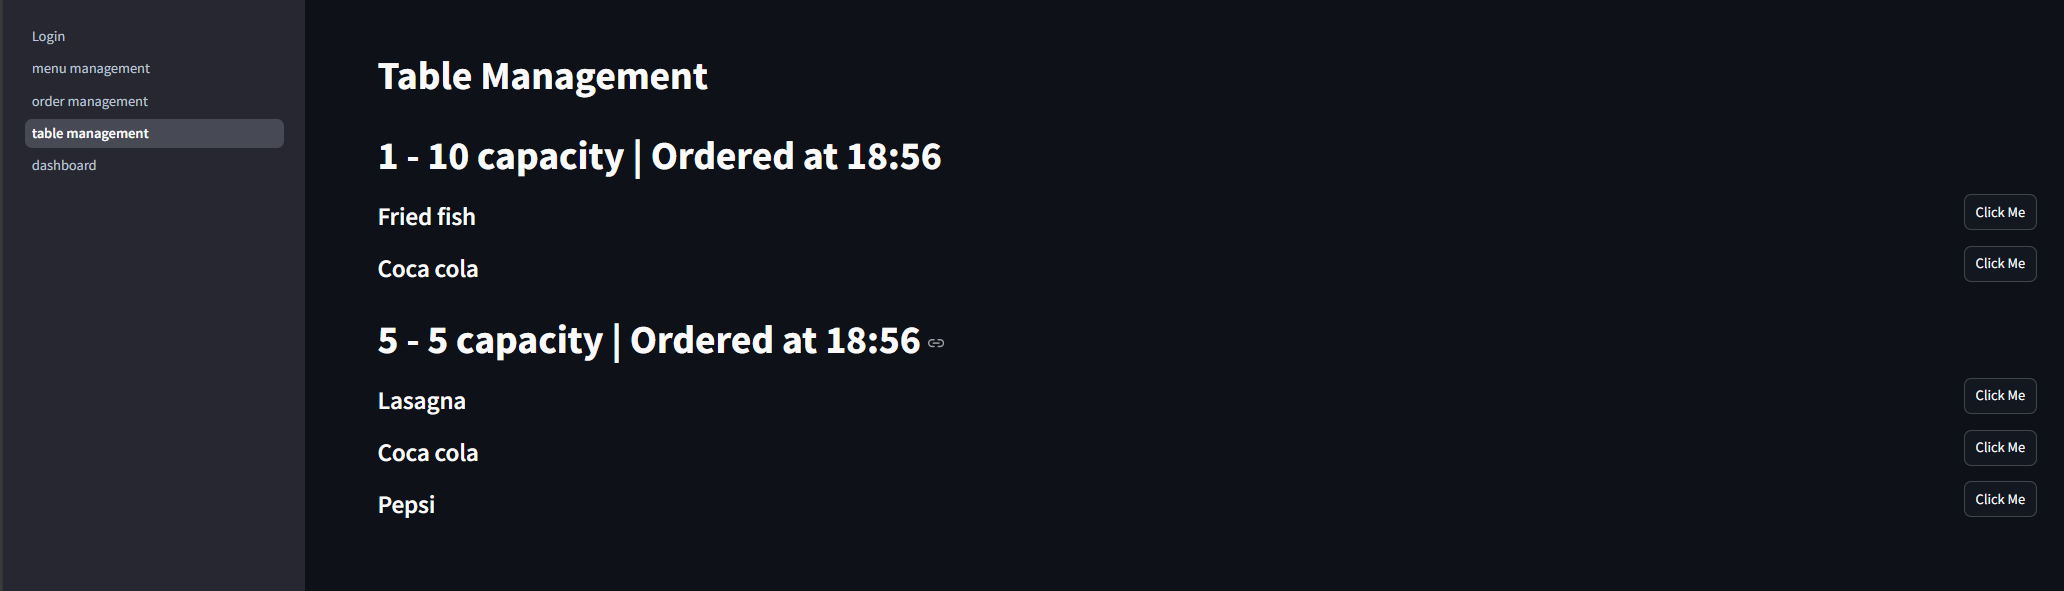 Login
menu management
order management
table management
dashboard
Table Management
1 - 10 capacity | Ordered at 18:56
Fried fish
Click Me
Coca cola
Click Me
5 - 5 capacity | Ordered at 18:56
Lasagna
Click Me
Coca cola
Click Me
Pepsi
Click Me